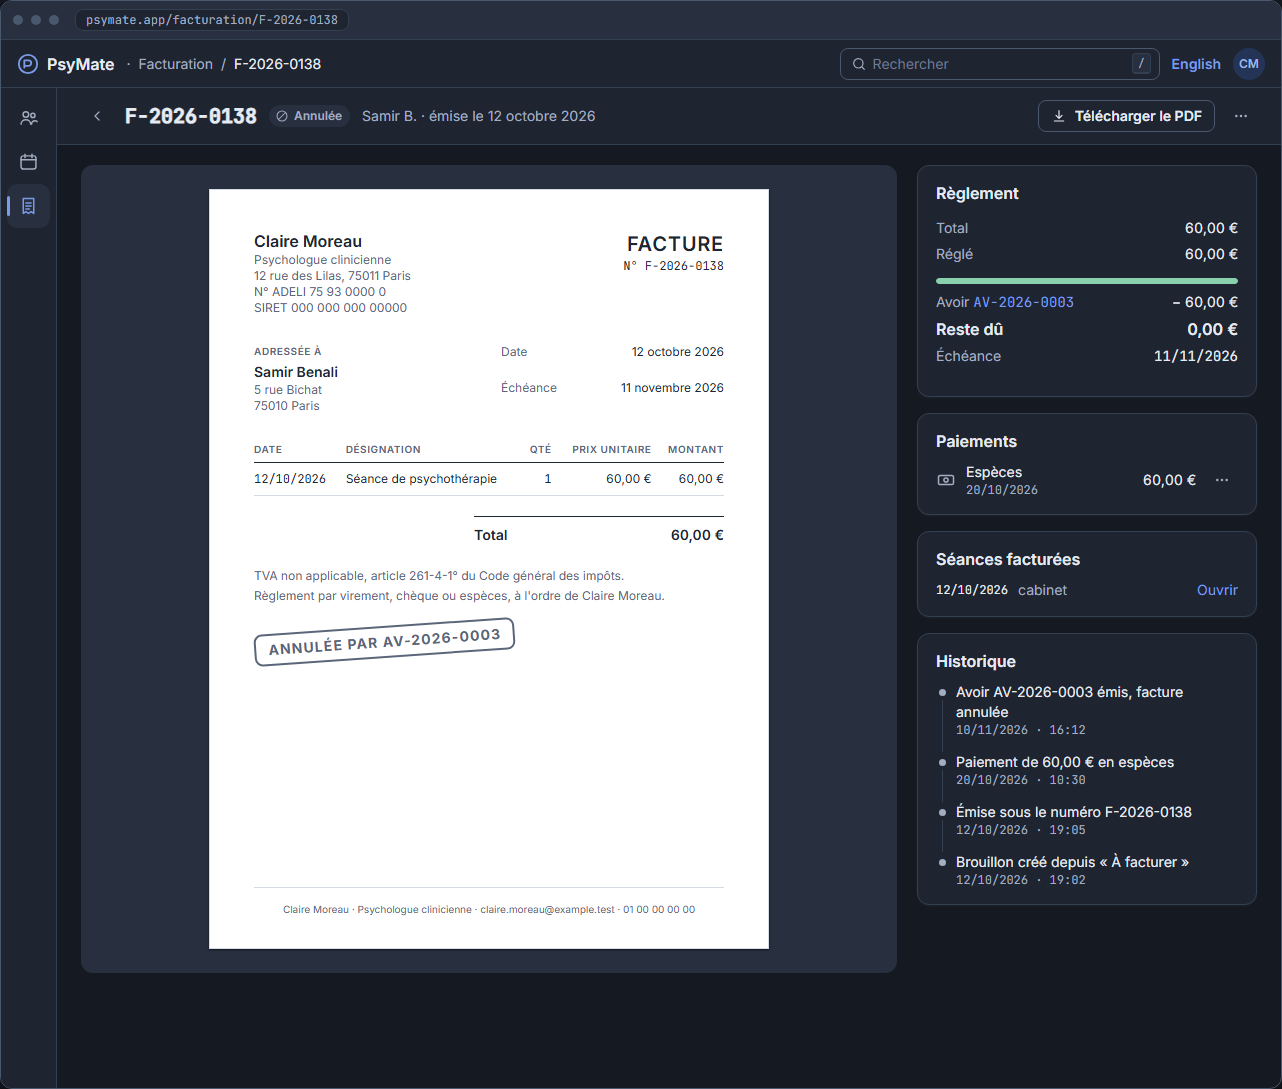 psymate.app/facturation/F-2026-0138
PsyMate · Facturation / F-2026-0138
Rechercher /
English
CM
F-2026-0138
Annulée
Samir B. · émise le 12 octobre 2026
Télécharger le PDF
Claire Moreau
Psychologue clinicienne
12 rue des Lilas, 75011 Paris
N° ADELI 75 93 0000 0
SIRET 000 000 000 00000
FACTURE
N° F-2026-0138
ADRESSÉE À
Samir Benali
5 rue Bichat
75010 Paris
Date 12 octobre 2026
Échéance 11 novembre 2026
DATE DÉSIGNATION QTÉ PRIX UNITAIRE MONTANT
12/10/2026 Séance de psychothérapie 1 60,00 € 60,00 €
Total 60,00 €
TVA non applicable, article 261-4-1° du Code général des impôts.
Règlement par virement, chèque ou espèces, à l'ordre de Claire Moreau.
ANNULÉE PAR AV-2026-0003
Claire Moreau · Psychologue clinicienne · claire.moreau@example.test · 01 00 00 00 00
Règlement
Total 60,00 €
Réglé 60,00 €
Avoir AV-2026-0003 − 60,00 €
Reste dû 0,00 €
Échéance 11/11/2026
Paiements
Espèces
20/10/2026
60,00 €
Séances facturées
12/10/2026 cabinet Ouvrir
Historique
Avoir AV-2026-0003 émis, facture
annulée
10/11/2026 · 16:12
Paiement de 60,00 € en espèces
20/10/2026 · 10:30
Émise sous le numéro F-2026-0138
12/10/2026 · 19:05
Brouillon créé depuis « À facturer »
12/10/2026 · 19:02